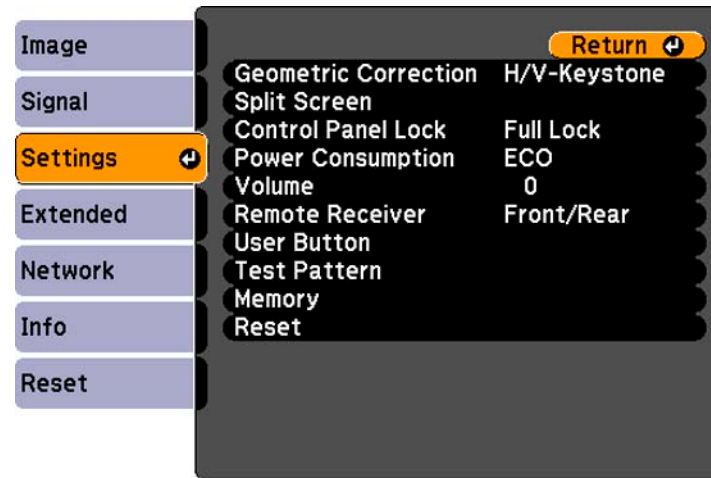 Image
Signal
Settings
Extended
Network
Info
Reset
Return
Geometric Correction H/V-Keystone
Split Screen
Control Panel Lock Full Lock
Power Consumption ECO
Volume 0
Remote Receiver Front/Rear
User Button
Test Pattern
Memory
Reset